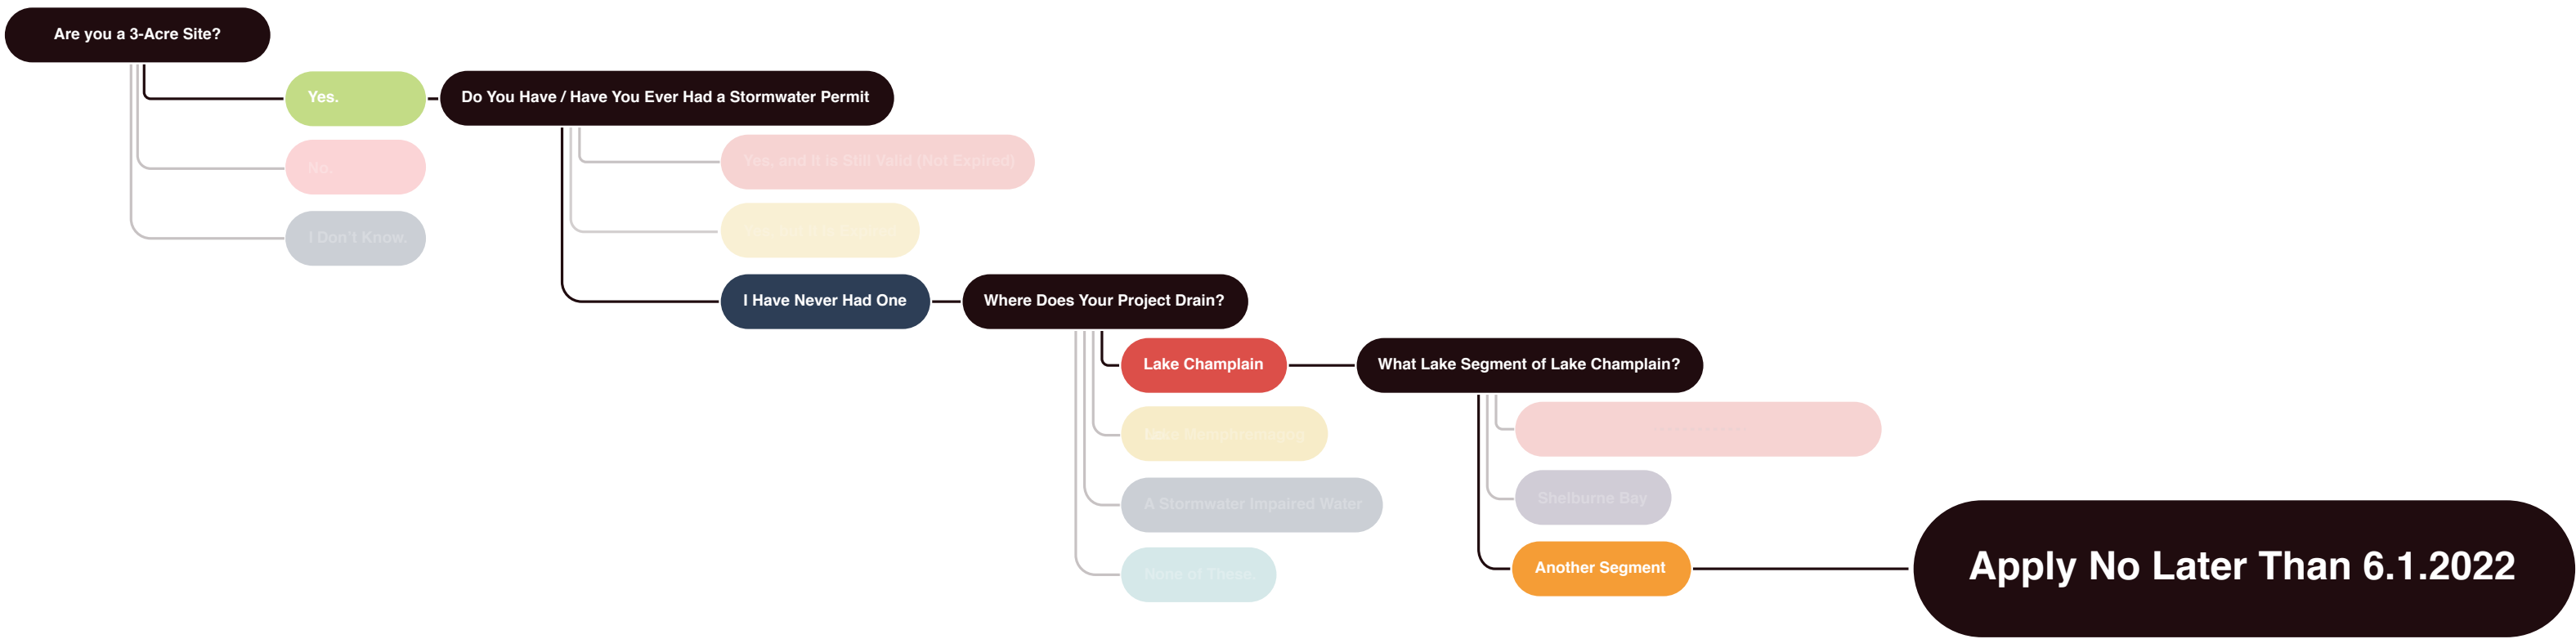 Are you a 3-Acre Site?
Yes.
Do You Have / Have You Ever Had a Stormwater Permit
Yes, and It is Still Valid (Not Expired)
No.
I Don't Know.
I Have Never Had One
Where Does Your Project Drain?
Lake Champlain
What Lake Segment of Lake Champlain?
Lake Memphremagog
A Stormwater Impaired Water
Shelburne Bay
None of These.
Another Segment
Apply No Later Than 6.1.2022